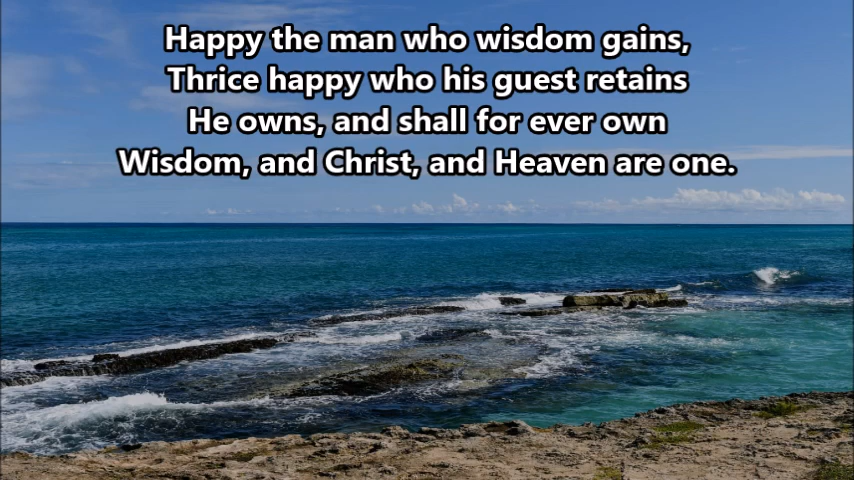 Happy the man who wisdom gains,
Thrice happy who his guest retains
He owns, and shall for ever own
Wisdom, and Christ, and Heaven are one.